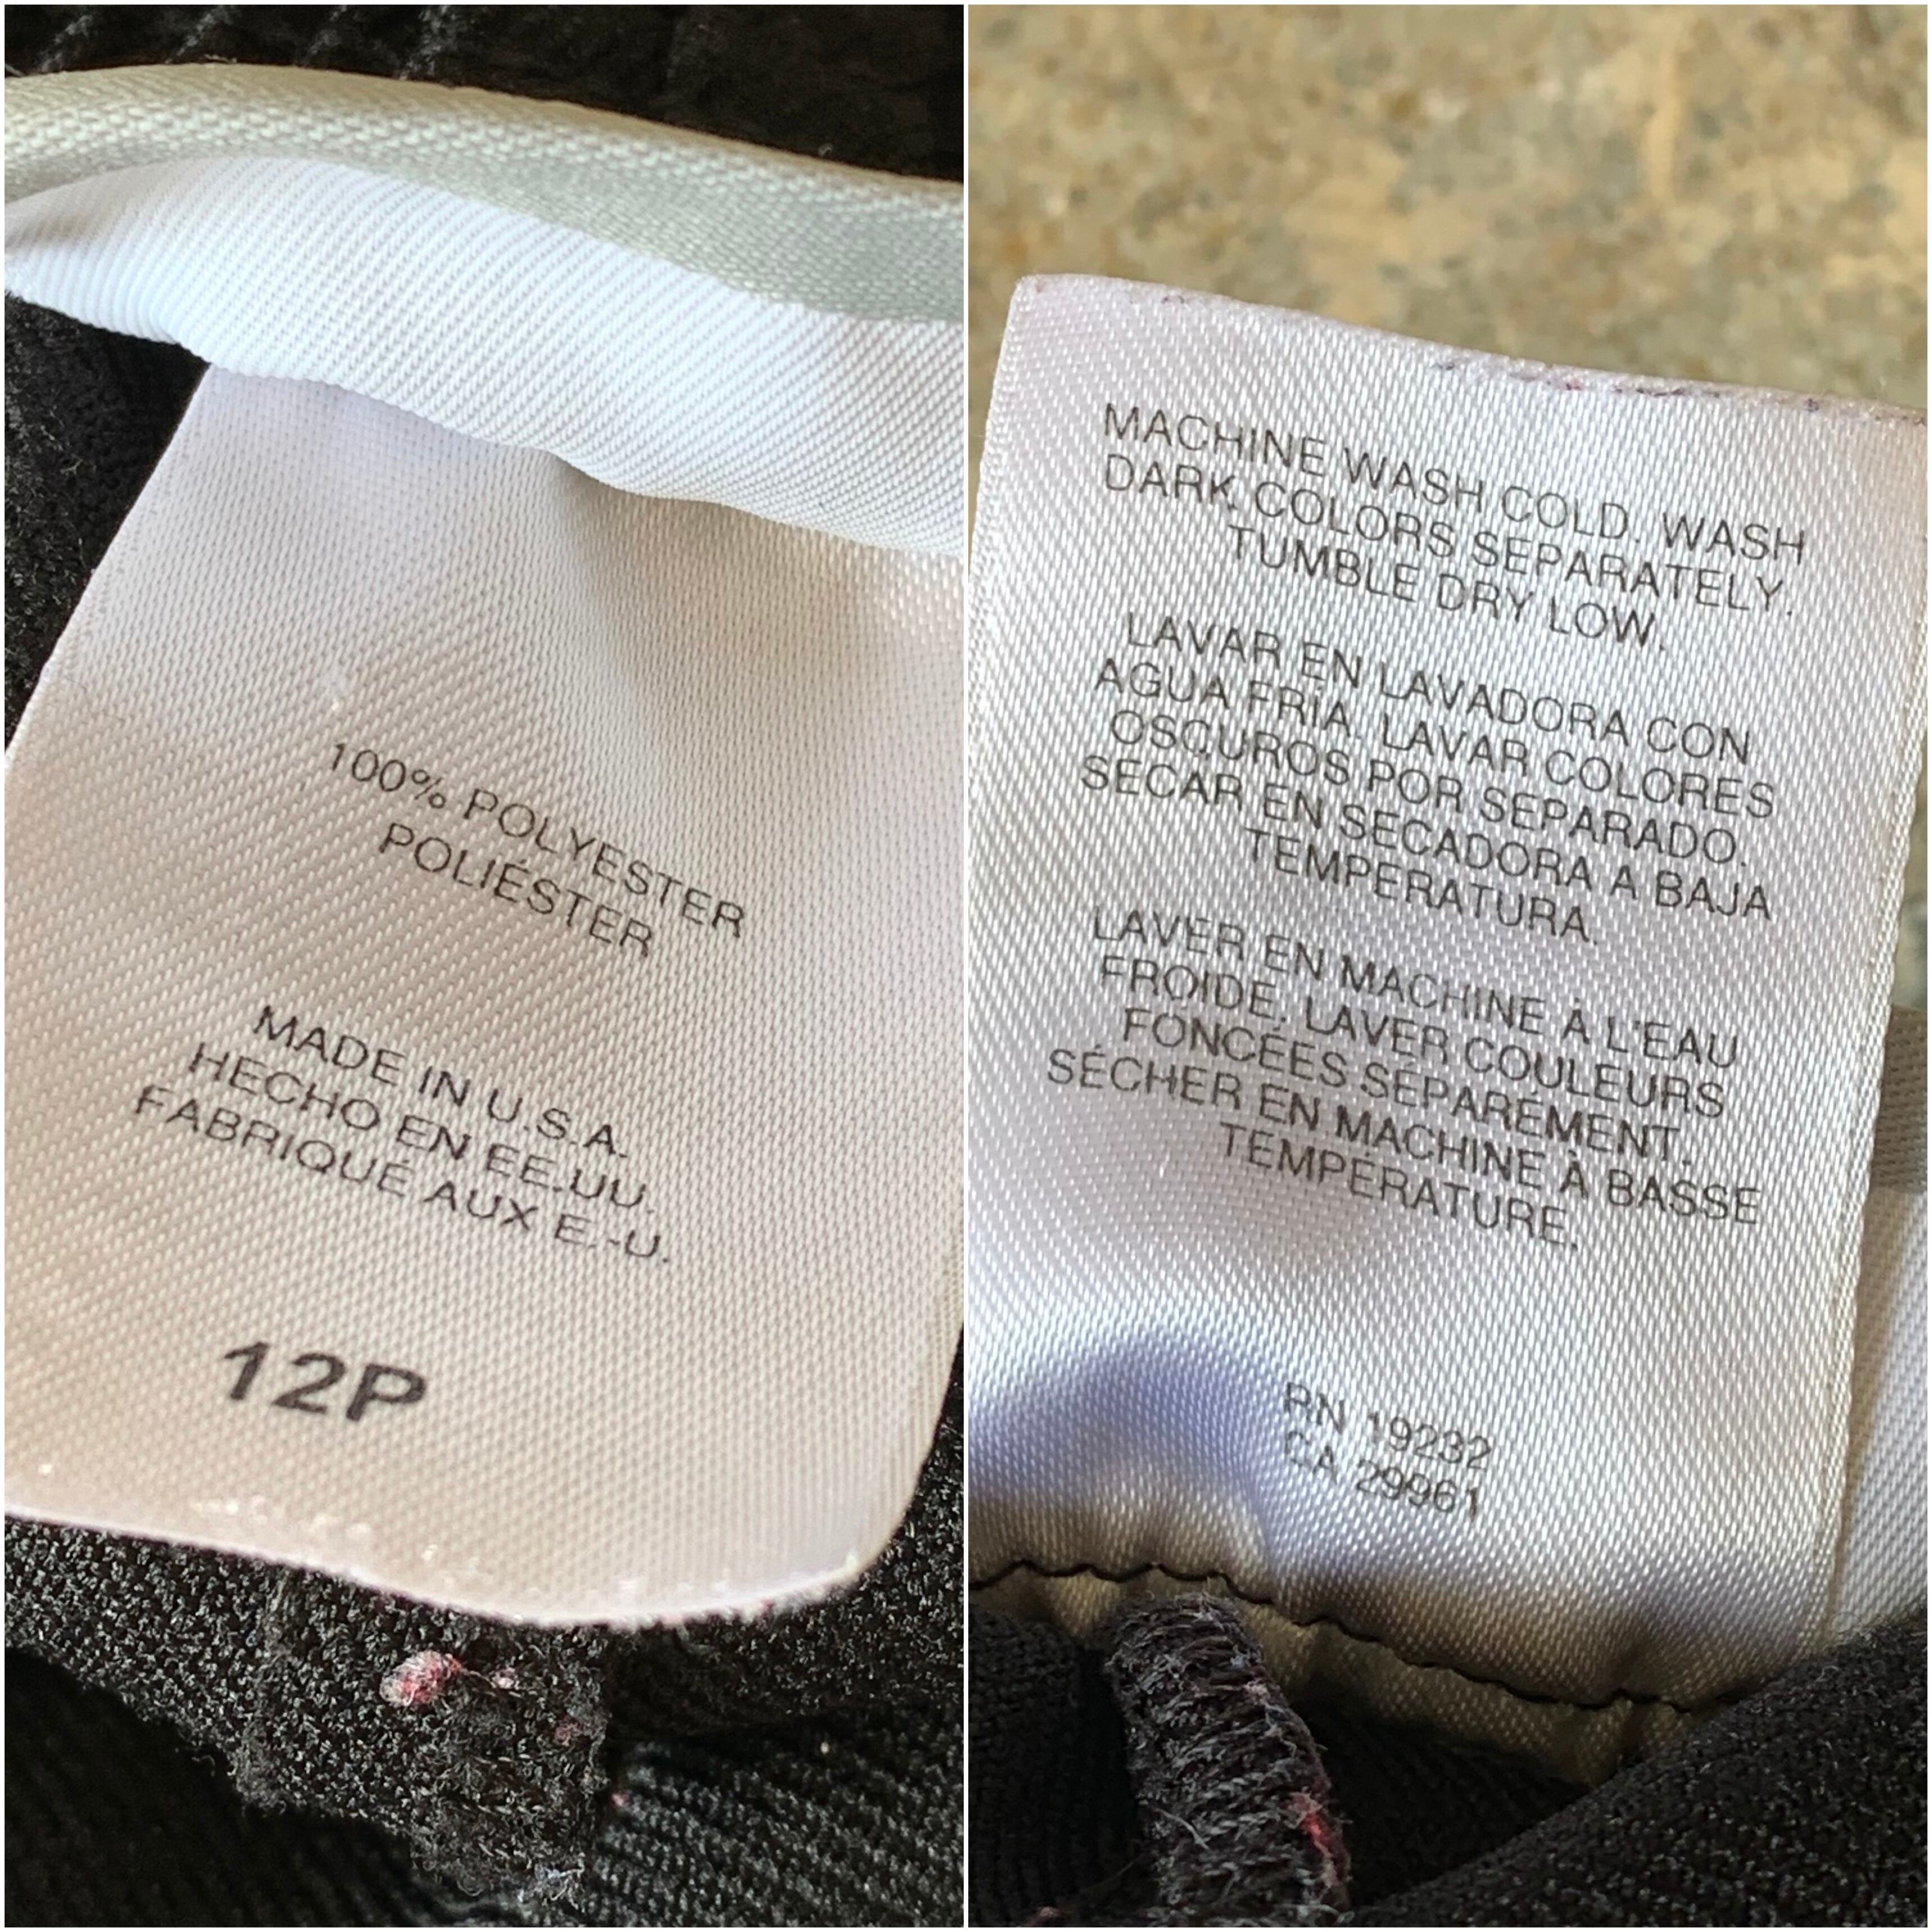 100% POLYESTER
POLIÉSTER
MADE IN U.S.A.
HECHO EN EE.UU.
FABRIQUÉ AUX E.-U.
12P
MACHINE WASH COLD. WASH
DARK COLORS SEPARATELY.
TUMBLE DRY LOW.
LAVAR EN LAVADORA CON
AGUA FRÍA. LAVAR COLORES
OSCUROS POR SEPARADO.
SECAR EN SECADORA A BAJA
TEMPERATURA.
LAVER EN MACHINE À L'EAU
FROIDE. LAVER COULEURS
FONCÉES SÉPARÉMENT.
SÉCHER EN MACHINE À BASSE
TEMPÉRATURE.
RN 19232
CA 29961